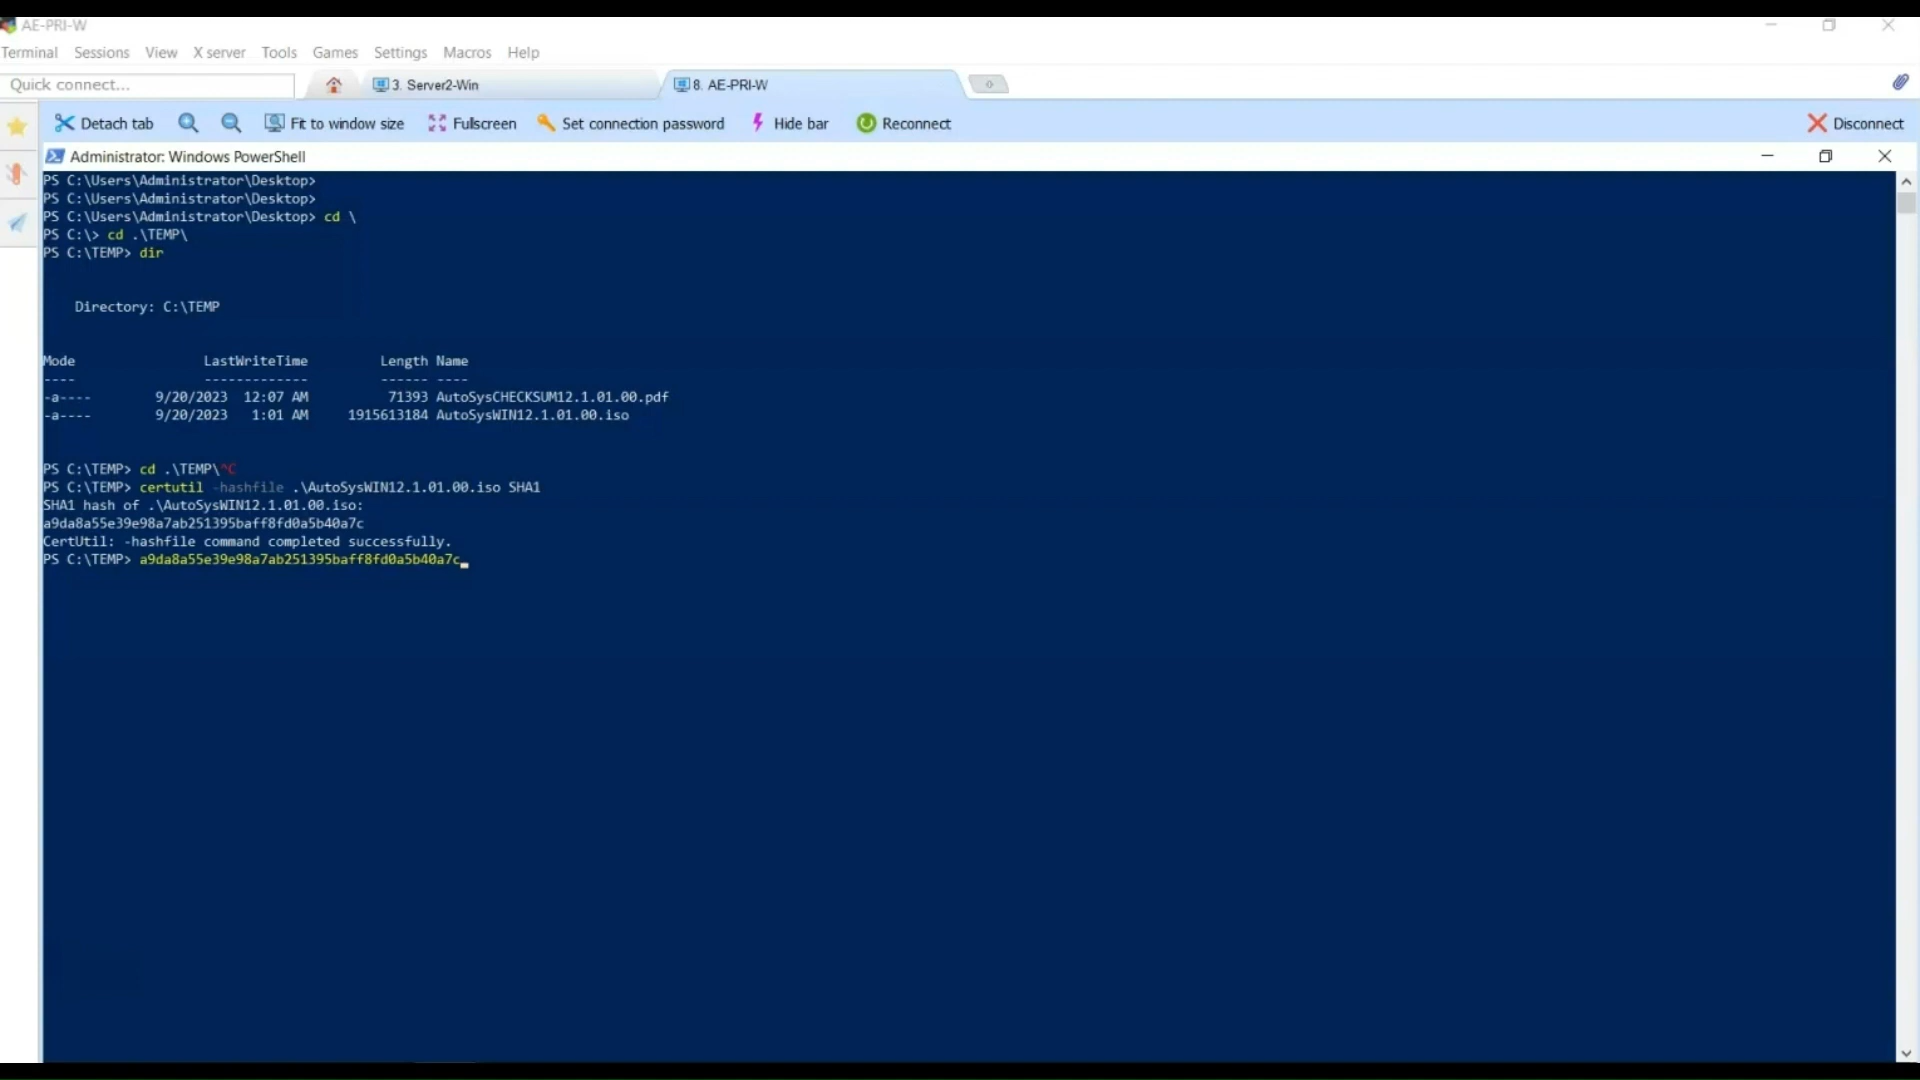 AE-PRI-W
Terminal Sessions View X server Tools Games Settings Macros Help
Quick connect... 3. Server2-Win 8. AE-PRI-W
Detach tab Fit to window size Fullscreen Set connection password Hide bar Reconnect Disconnect
Administrator: Windows PowerShell
PS C:\Users\Administrator\Desktop>
PS C:\Users\Administrator\Desktop>
PS C:\Users\Administrator\Desktop> cd \
PS C:\> cd .\TEMP\
PS C:\TEMP> dir
Directory: C:\TEMP
Mode LastWriteTime Length Name
---- ------------- ------ ----
-a---- 9/20/2023 12:07 AM 71393 AutoSysCHECKSUM12.1.01.00.pdf
-a---- 9/20/2023 1:01 AM 1915613184 AutoSysWIN12.1.01.00.iso
PS C:\TEMP> cd .\TEMP\^C
PS C:\TEMP> certutil -hashfile .\AutoSysWIN12.1.01.00.iso SHA1
SHA1 hash of .\AutoSysWIN12.1.01.00.iso:
a9da8a55e39e98a7ab251395baff8fd0a5b40a7c
CertUtil: -hashfile command completed successfully.
PS C:\TEMP> a9da8a55e39e98a7ab251395baff8fd0a5b40a7c